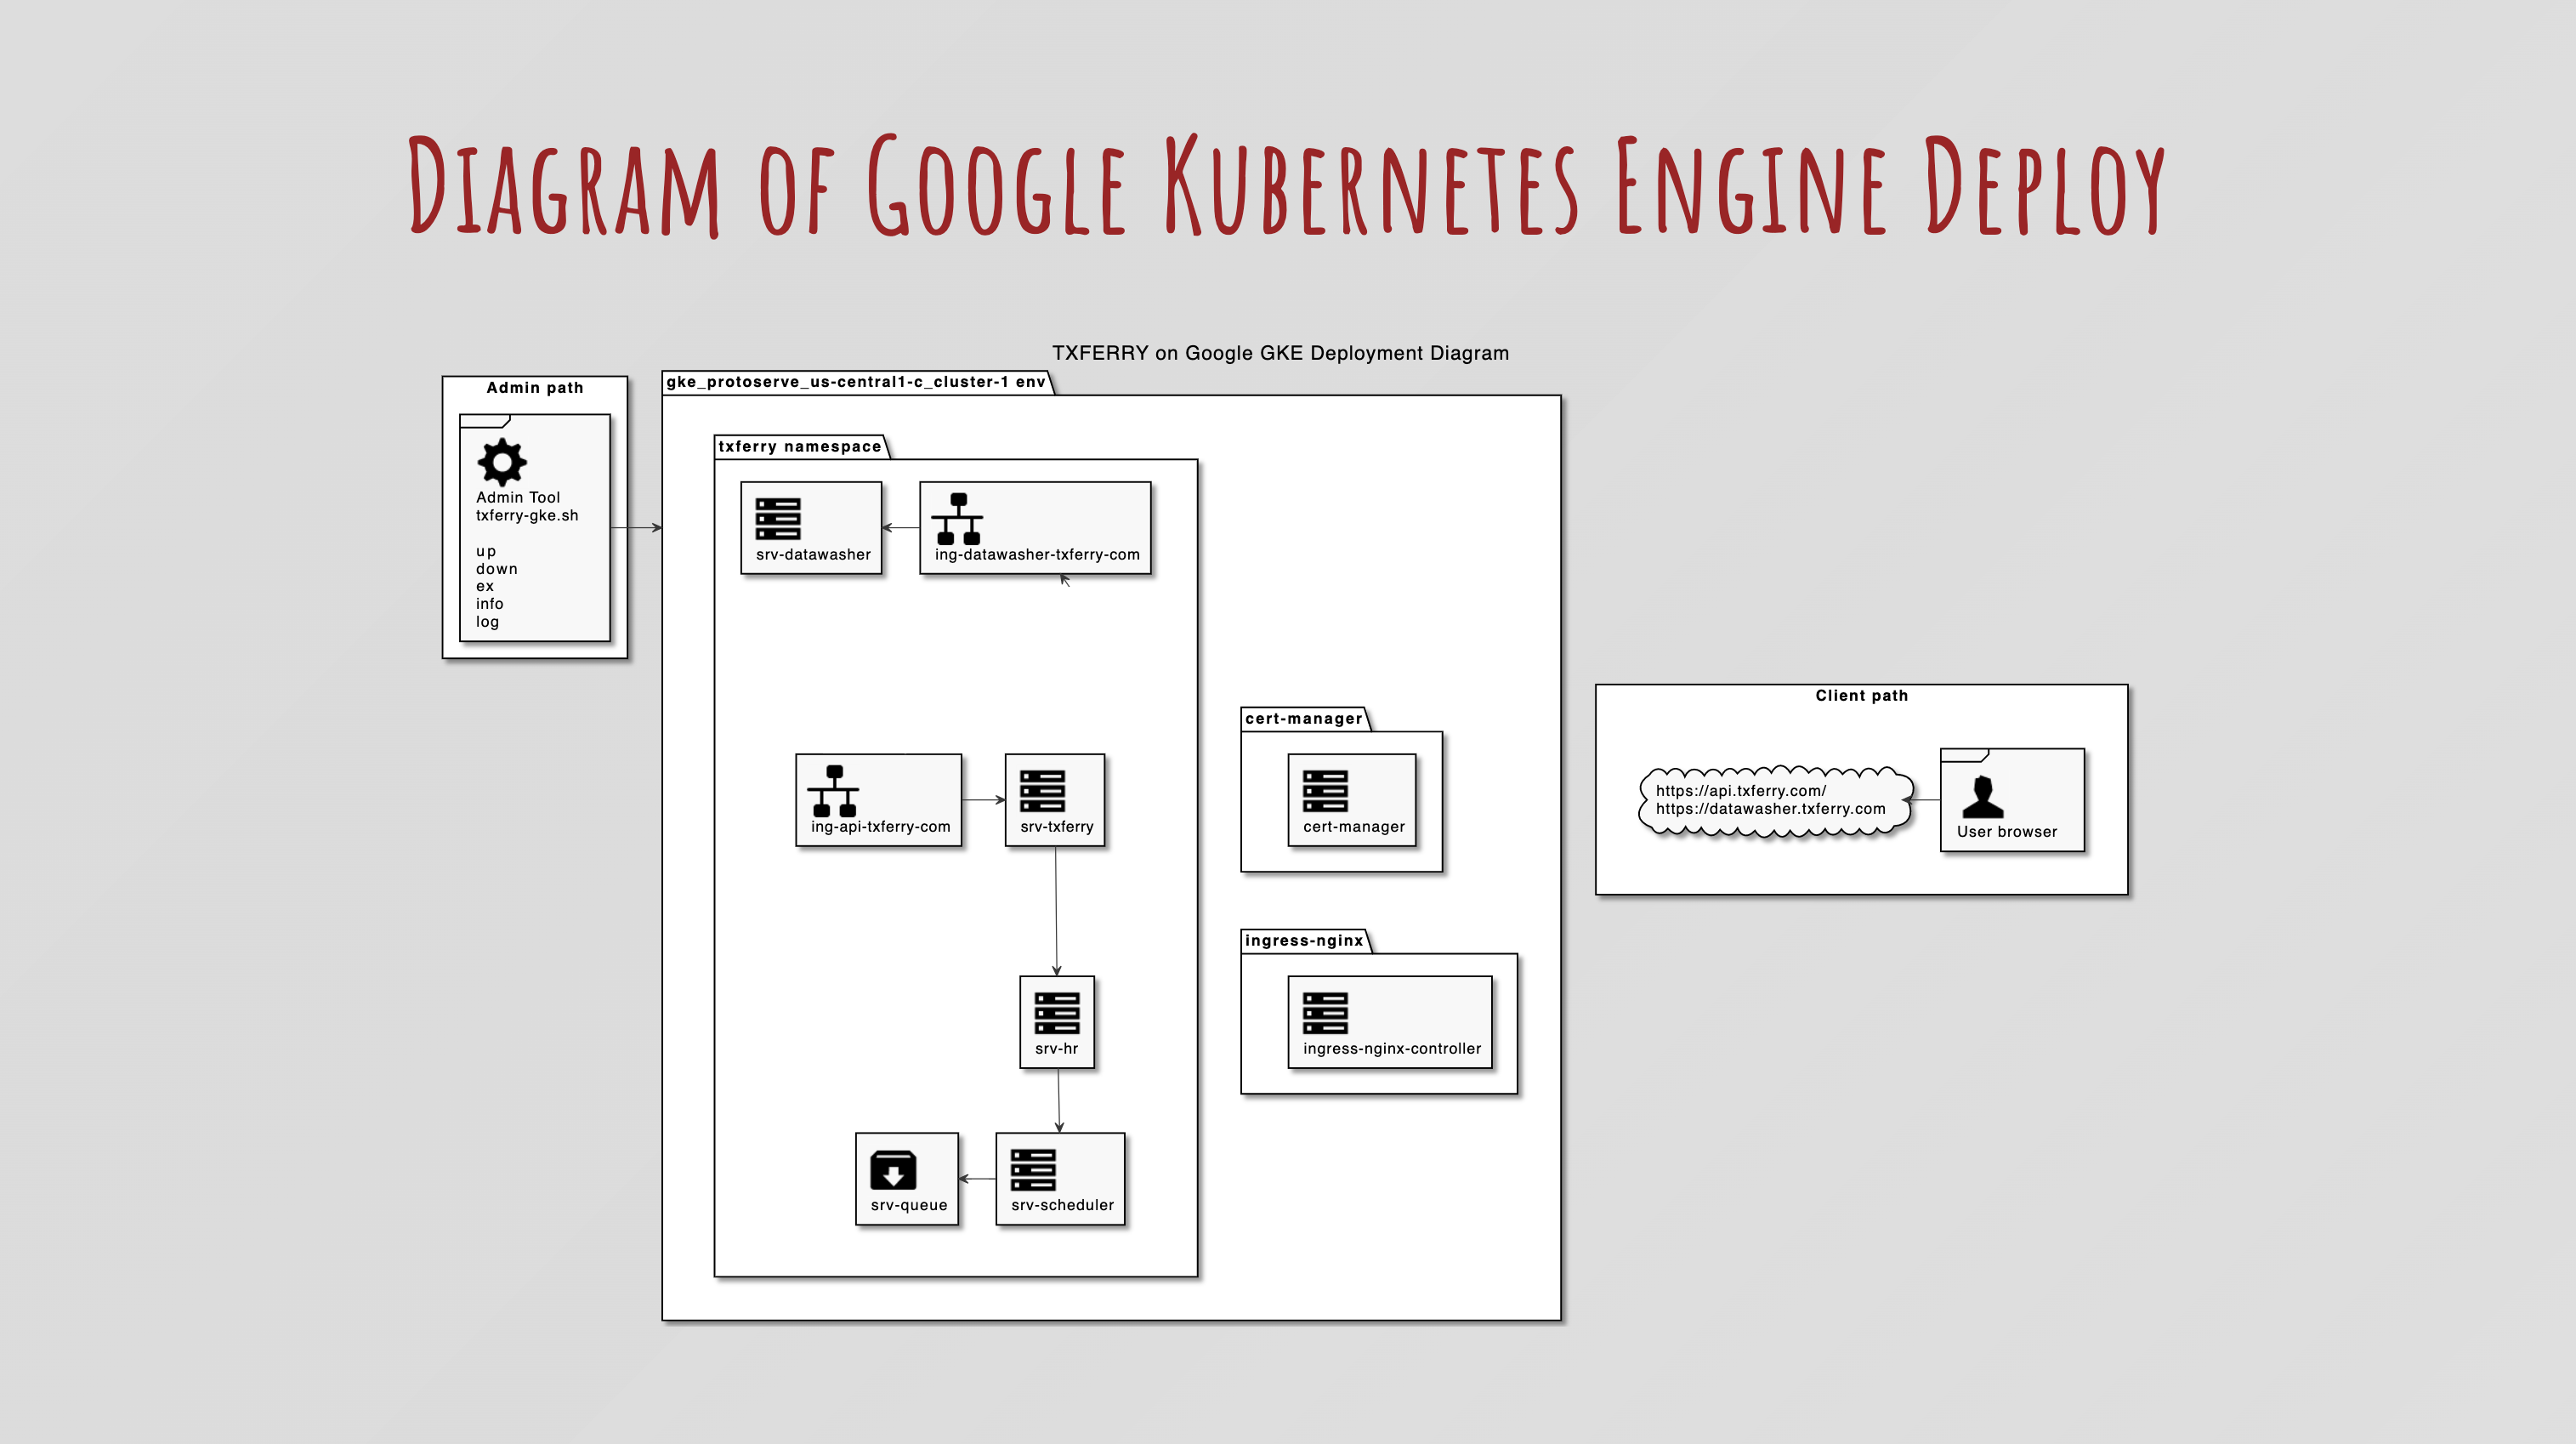 Diagram of Google Kubernetes Engine Deploy
TXFERRY on Google GKE Deployment Diagram
Admin path
Admin Tool
txferry-gke.sh
up
down
ex
info
log
gke_protoserve_us-central1-c_cluster-1 env
txferry namespace
srv-datawasher
ing-datawasher-txferry-com
ing-api-txferry-com
srv-txferry
srv-hr
srv-queue
srv-scheduler
cert-manager
cert-manager
ingress-nginx
ingress-nginx-controller
Client path
https://api.txferry.com/
https://datawasher.txferry.com
User browser